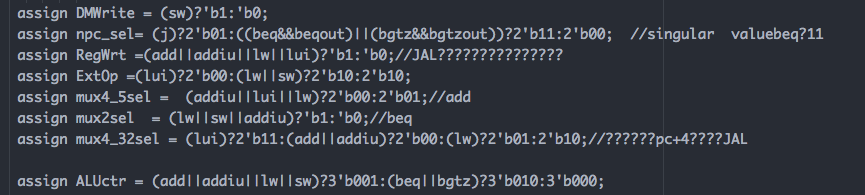 assign DMWrite = (sw)?'b1:'b0;
assign npc_sel= (j)?2'b01:((beq&&beqout)||(bgtz&&bgtzout))?2'b11:2'b00;  //singular  valuebeq?11
assign RegWrt =(add||addiu||lw||lui)?'b1:'b0;//JAL???????????????
assign ExtOp =(lui)?2'b00:(lw||sw)?2'b10:2'b10;
assign mux4_5sel =  (addiu||lui||lw)?2'b00:2'b01;//add
assign mux2sel  = (lw||sw||addiu)?'b1:'b0;//beq
assign mux4_32sel = (lui)?2'b11:(add||addiu)?2'b00:(lw)?2'b01:2'b10;//??????pc+4????JAL
assign ALUctr = (add||addiu||lw||sw)?3'b001:(beq||bgtz)?3'b010:3'b000;